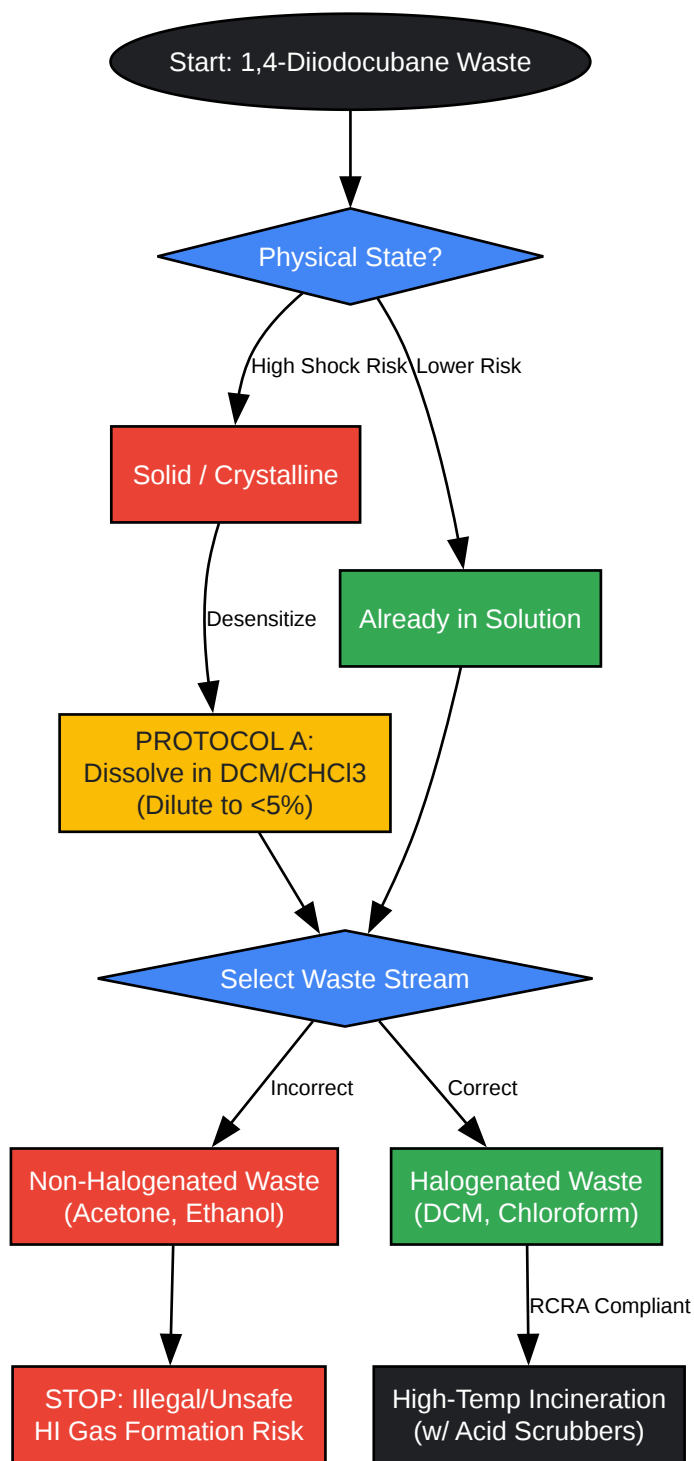 Start: 1,4-Diiodocubane Waste
Physical State?
High Shock Risk
Lower Risk
Solid / Crystalline
Desensitize
Already in Solution
PROTOCOL A:
Dissolve in DCM/CHCl3
(Dilute to <5%)
Select Waste Stream
Incorrect
Correct
Non-Halogenated Waste
(Acetone, Ethanol)
Halogenated Waste
(DCM, Chloroform)
RCRA Compliant
STOP: Illegal/Unsafe
HI Gas Formation Risk
High-Temp Incineration
(w/ Acid Scrubbers)